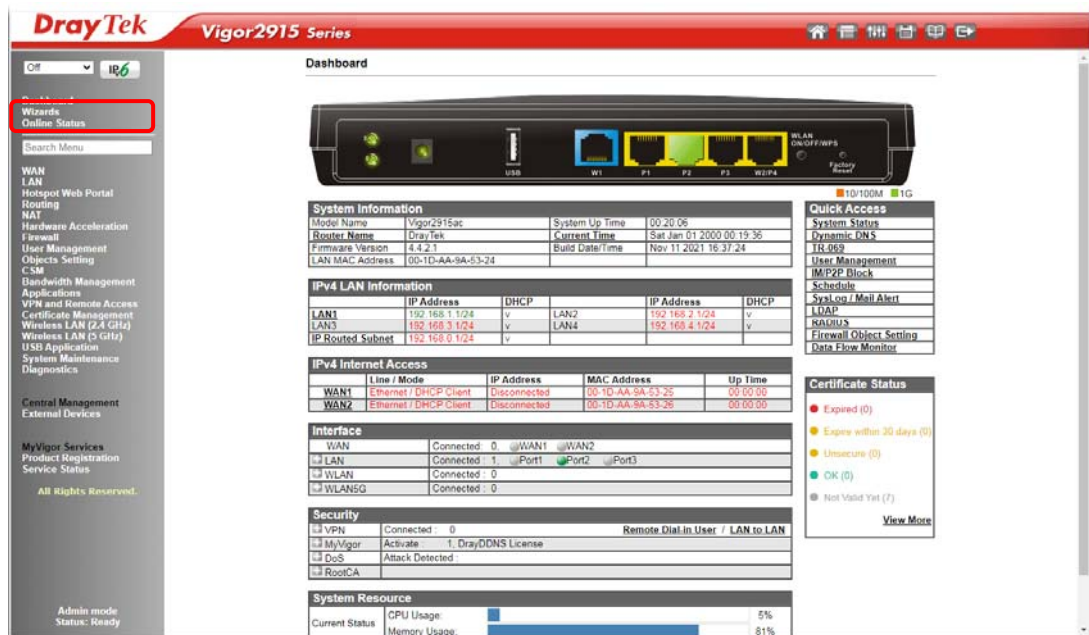 DrayTek Vigor2915 Series
Off IPv6
Dashboard
Wizards
Online Status
Search Menu
WAN
LAN
Hotspot Web Portal
Routing
NAT
Hardware Acceleration
Firewall
User Management
Objects Setting
CSM
Bandwidth Management
Applications
VPN and Remote Access
Certificate Management
Wireless LAN (2.4 GHz)
Wireless LAN (5 GHz)
USB Application
System Maintenance
Diagnostics
Central Management
External Devices
MyVigor Services
Product Registration
Service Status
All Rights Reserved.
Admin mode
Status: Ready
Dashboard
WLAN
ON/OFF/WPS
Factory
Reset
USB W1 P1 P2 P3 W2/P4
10/100M 1G
System Information
Model Name Vigor2915ac System Up Time 00:20:06
Router Name DrayTek Current Time Sat Jan 01 2000 00:19:36
Firmware Version 4.4.2.1 Build Date/Time Nov 11 2021 16:37:24
LAN MAC Address 00-1D-AA-9A-53-24
IPv4 LAN Information
IP Address DHCP IP Address DHCP
LAN1 192.168.1.1/24 v LAN2 192.168.2.1/24 v
LAN3 192.168.3.1/24 v LAN4 192.168.4.1/24 v
IP Routed Subnet 192.168.0.1/24 v
IPv4 Internet Access
Line / Mode IP Address MAC Address Up Time
WAN1 Ethernet / DHCP Client Disconnected 00-1D-AA-9A-53-25 00:00:00
WAN2 Ethernet / DHCP Client Disconnected 00-1D-AA-9A-53-26 00:00:00
Interface
WAN Connected: 0, WAN1 WAN2
LAN Connected : 1, Port1 Port2 Port3
WLAN Connected : 0
WLAN5G Connected : 0
Security
VPN Connected : 0 Remote Dial-in User / LAN to LAN
MyVigor Activate : 1, DrayDDNS License
DoS Attack Detected :
RootCA
System Resource
Current Status CPU Usage: 5%
Memory Usage: 81%
Quick Access
System Status
Dynamic DNS
TR-069
User Management
IM/P2P Block
Schedule
SysLog / Mail Alert
LDAP
RADIUS
Firewall Object Setting
Data Flow Monitor
Certificate Status
Expired (0)
Expire within 30 days (0)
Unsecure (0)
OK (0)
Not Valid Yet (7)
View More